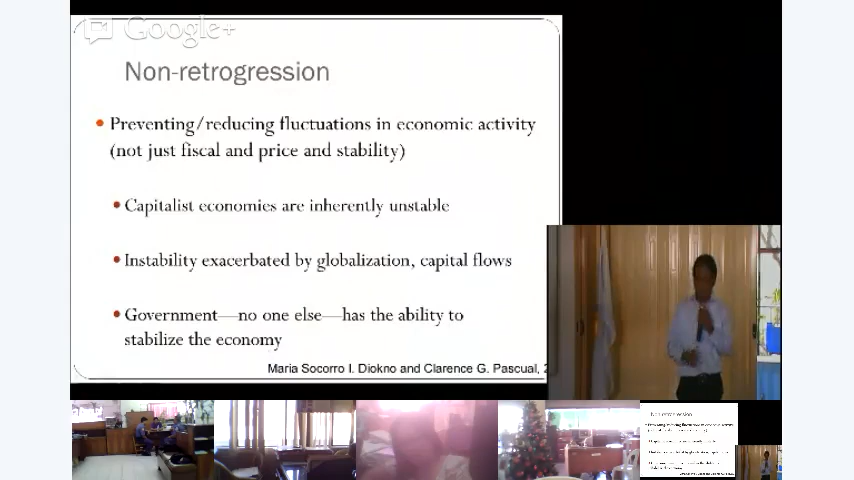 Google+
Non-retrogression
• Preventing/reducing fluctuations in economic activity
(not just fiscal and price and stability)
• Capitalist economies are inherently unstable
• Instability exacerbated by globalization, capital flows
• Government—no one else—has the ability to
stabilize the economy
Maria Socorro I. Diokno and Clarence G. Pascual, 2
Non-retrogression